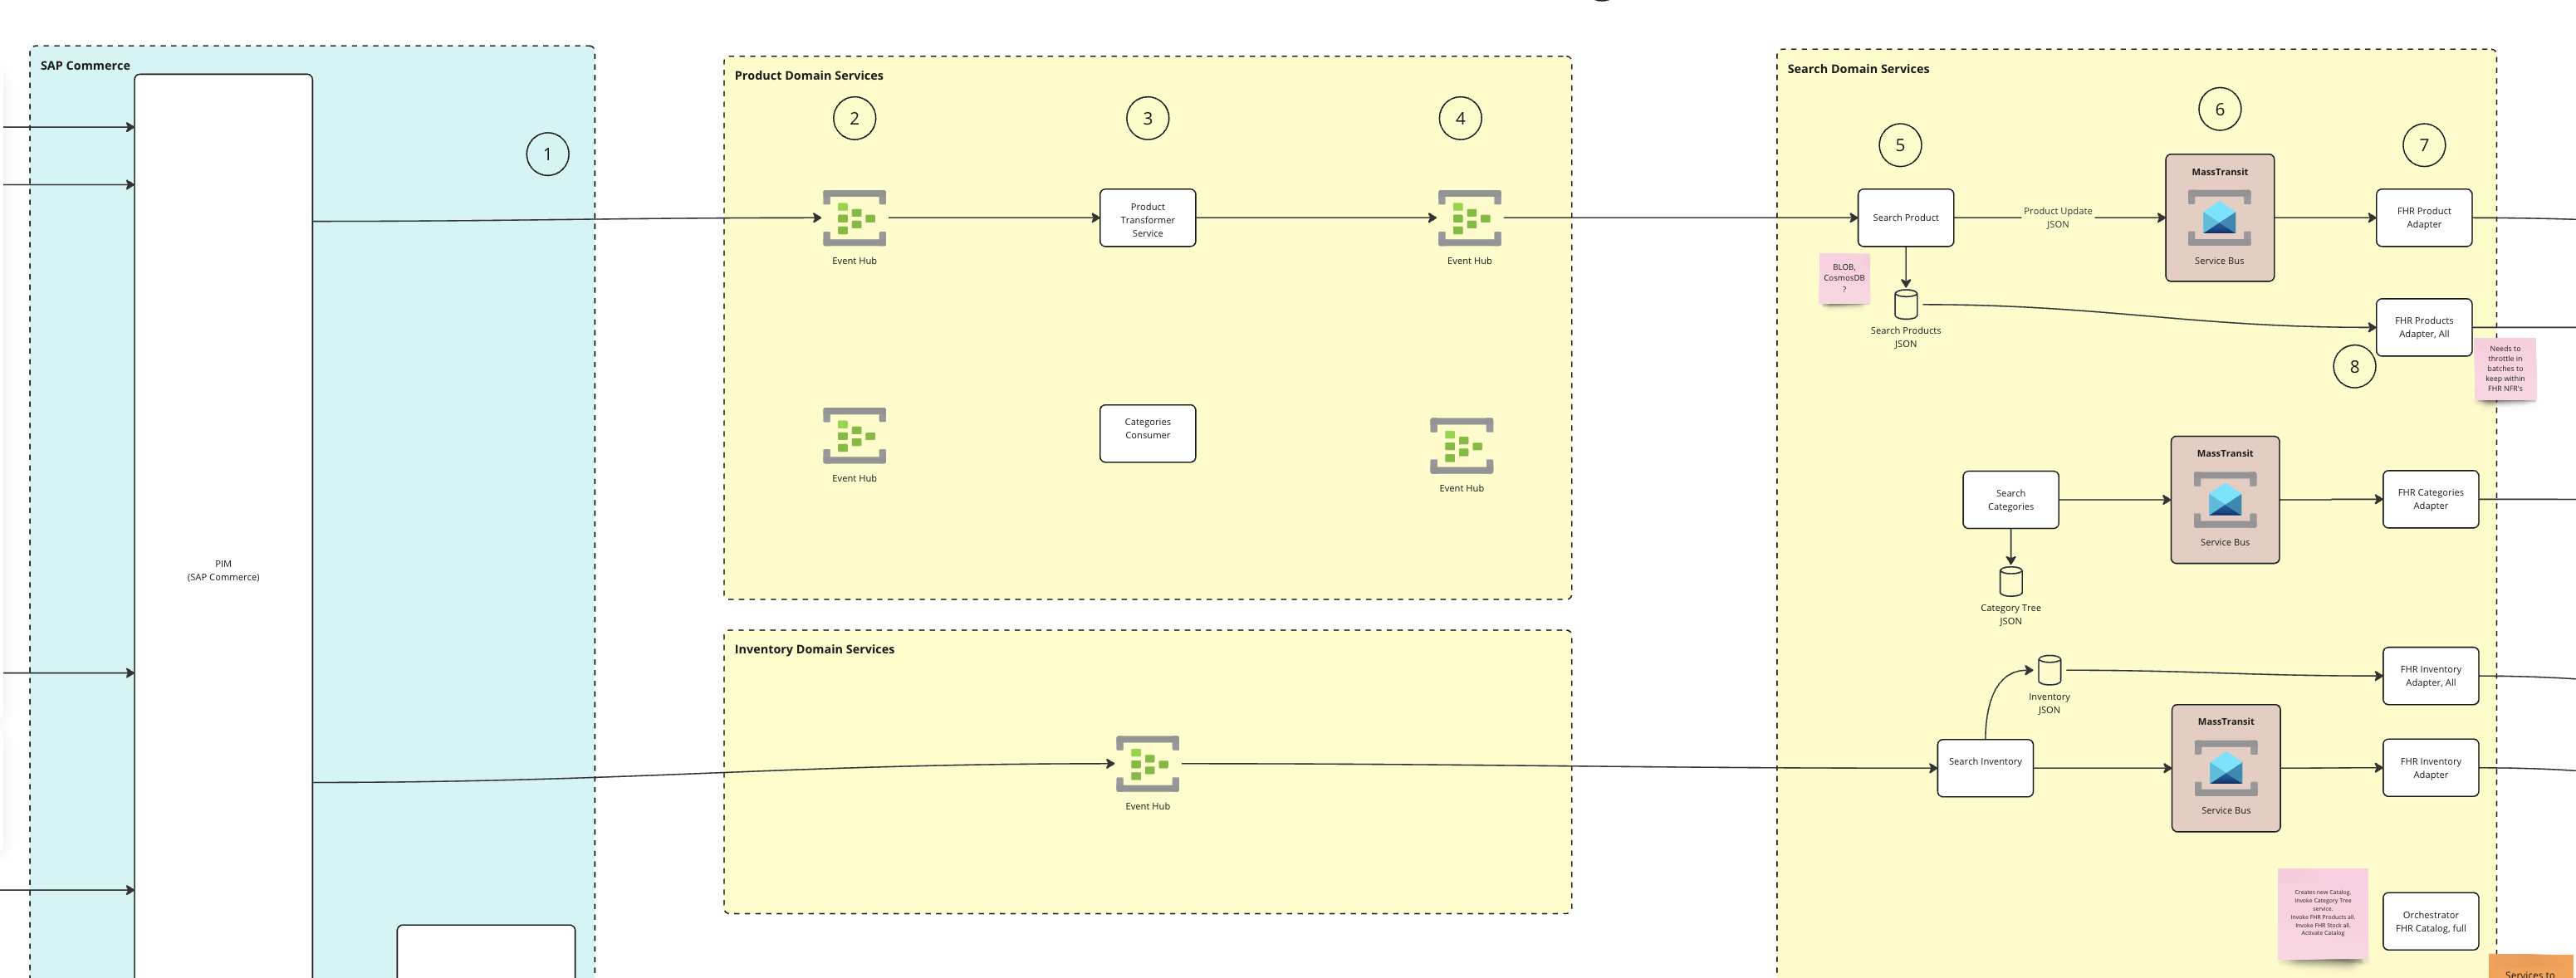 SAP Commerce
1
PIM
(SAP Commerce)
Product Domain Services
2
3
4
Event Hub
Product
Transformer
Service
Event Hub
Event Hub
Categories
Consumer
Event Hub
Inventory Domain Services
Event Hub
Search Domain Services
5
6
7
Search Product
Product Update
JSON
MassTransit
Service Bus
FHR Product
Adapter
BLOB,
CosmosDB
?
Search Products
JSON
FHR Products
Adapter, All
8
Needs to
throttle in
batches to
keep within
FHR NFR's
Search
Categories
MassTransit
Service Bus
FHR Categories
Adapter
Category Tree
JSON
Inventory
JSON
FHR Inventory
Adapter, All
Search Inventory
MassTransit
Service Bus
FHR Inventory
Adapter
Creates new Catalog.
Invoke Category Tree
service.
Invoke FHR Products all.
Invoke FHR Stock all.
Activate Catalog
Orchestrator
FHR Catalog, full
Services to